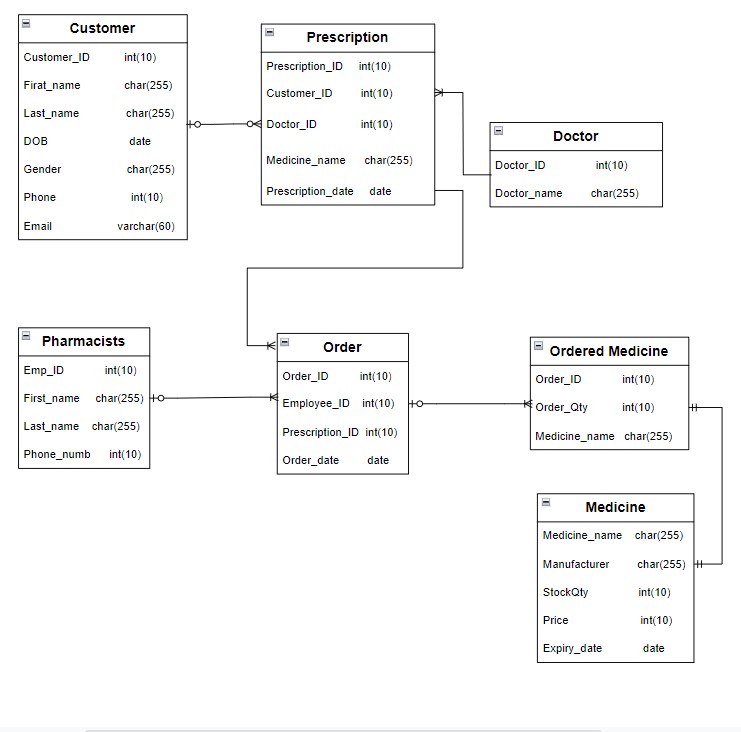 Customer
Customer_ID int(10)
Firat_name char(255)
Last_name char(255)
DOB date
Gender char(255)
Phone int(10)
Email varchar(60)
Prescription
Prescription_ID int(10)
Customer_ID int(10)
Doctor_ID int(10)
Medicine_name char(255)
Prescription_date date
Doctor
Doctor_ID int(10)
Doctor_name char(255)
Pharmacists
Emp_ID int(10)
First_name char(255)
Last_name char(255)
Phone_numb int(10)
Order
Order_ID int(10)
Employee_ID int(10)
Prescription_ID int(10)
Order_date date
Ordered Medicine
Order_ID int(10)
Order_Qty int(10)
Medicine_name char(255)
Medicine
Medicine_name char(255)
Manufacturer char(255)
StockQty int(10)
Price int(10)
Expiry_date date